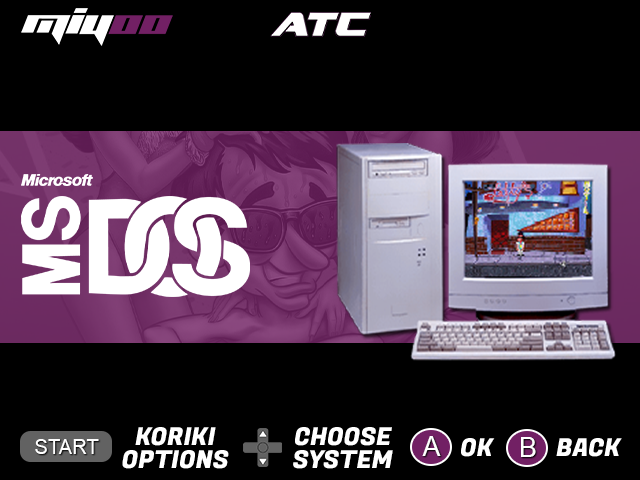 miyoo
ATC
Microsoft
MS DOS
START
KORIKI
OPTIONS
CHOOSE
SYSTEM
A OK
B BACK